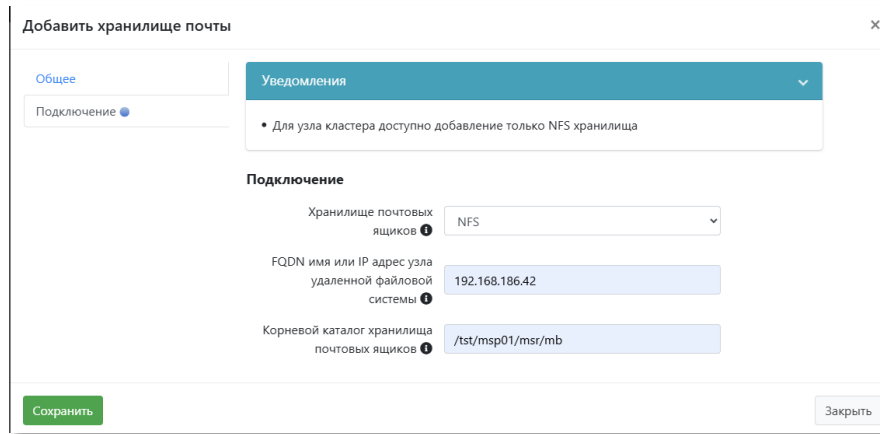 Добавить хранилище почты
×
Общее
Подключение
Уведомления
• Для узла кластера доступно добавление только NFS хранилища
Подключение
Хранилище почтовых
ящиков
NFS
FQDN имя или IP адрес узла
удаленной файловой
системы
192.168.186.42
Корневой каталог хранилища
почтовых ящиков
/tst/msp01/msr/mb
Сохранить
Закрыть